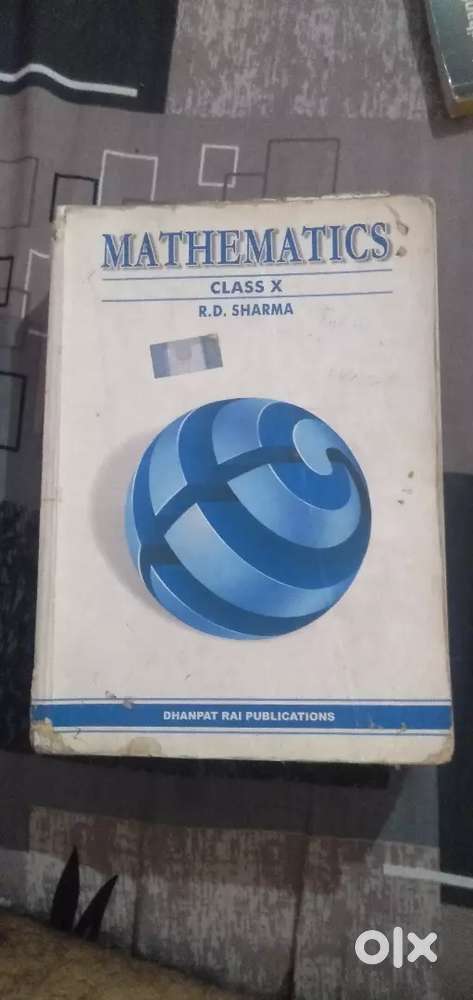 MATHEMATICS
CLASS X
R.D. SHARMA
DHANPAT RAI PUBLICATIONS
olx